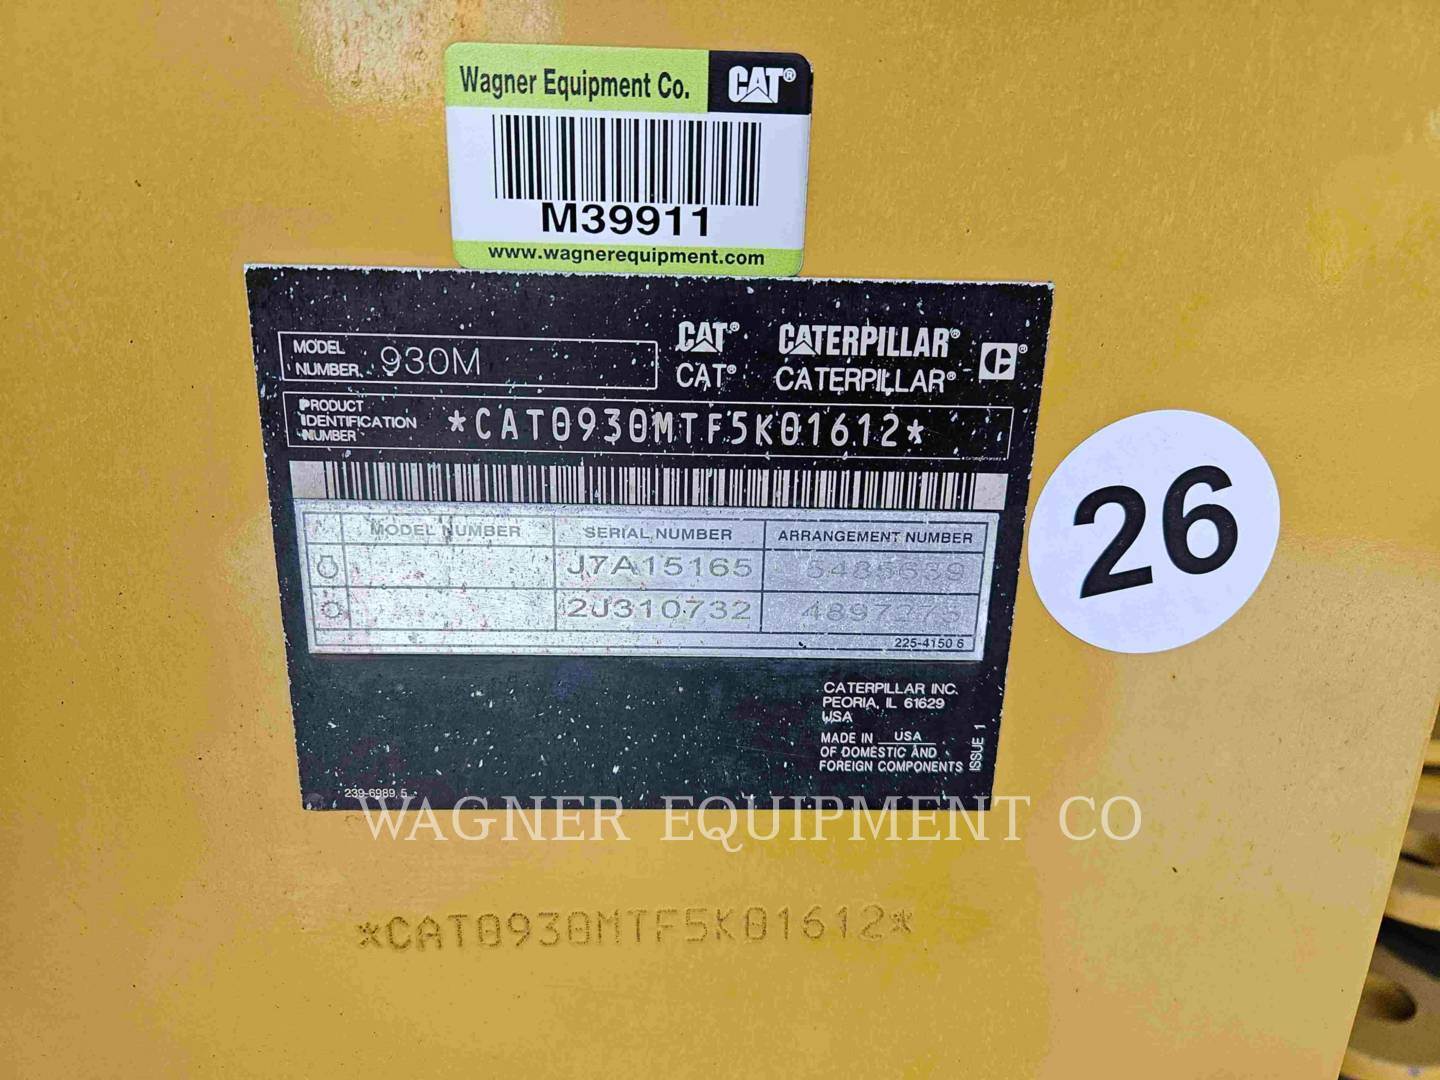 Wagner Equipment Co. CAT®
M39911
www.wagnerequipment.com
MODEL NUMBER 930M
CAT® CATERPILLAR®
CAT® CATERPILLAR®
PRODUCT IDENTIFICATION NUMBER *CAT0930MTF5K01612*
MODEL NUMBER SERIAL NUMBER ARRANGEMENT NUMBER
J7A15165 5485639
2J310732
225-4150 6
26
CATERPILLAR INC.
PEORIA, IL 61629
USA
MADE IN USA
OF DOMESTIC AND
FOREIGN COMPONENTS
ISSUE 1
239-6989, 5
WAGNER EQUIPMENT CO
*CAT0930MTF5K01612*